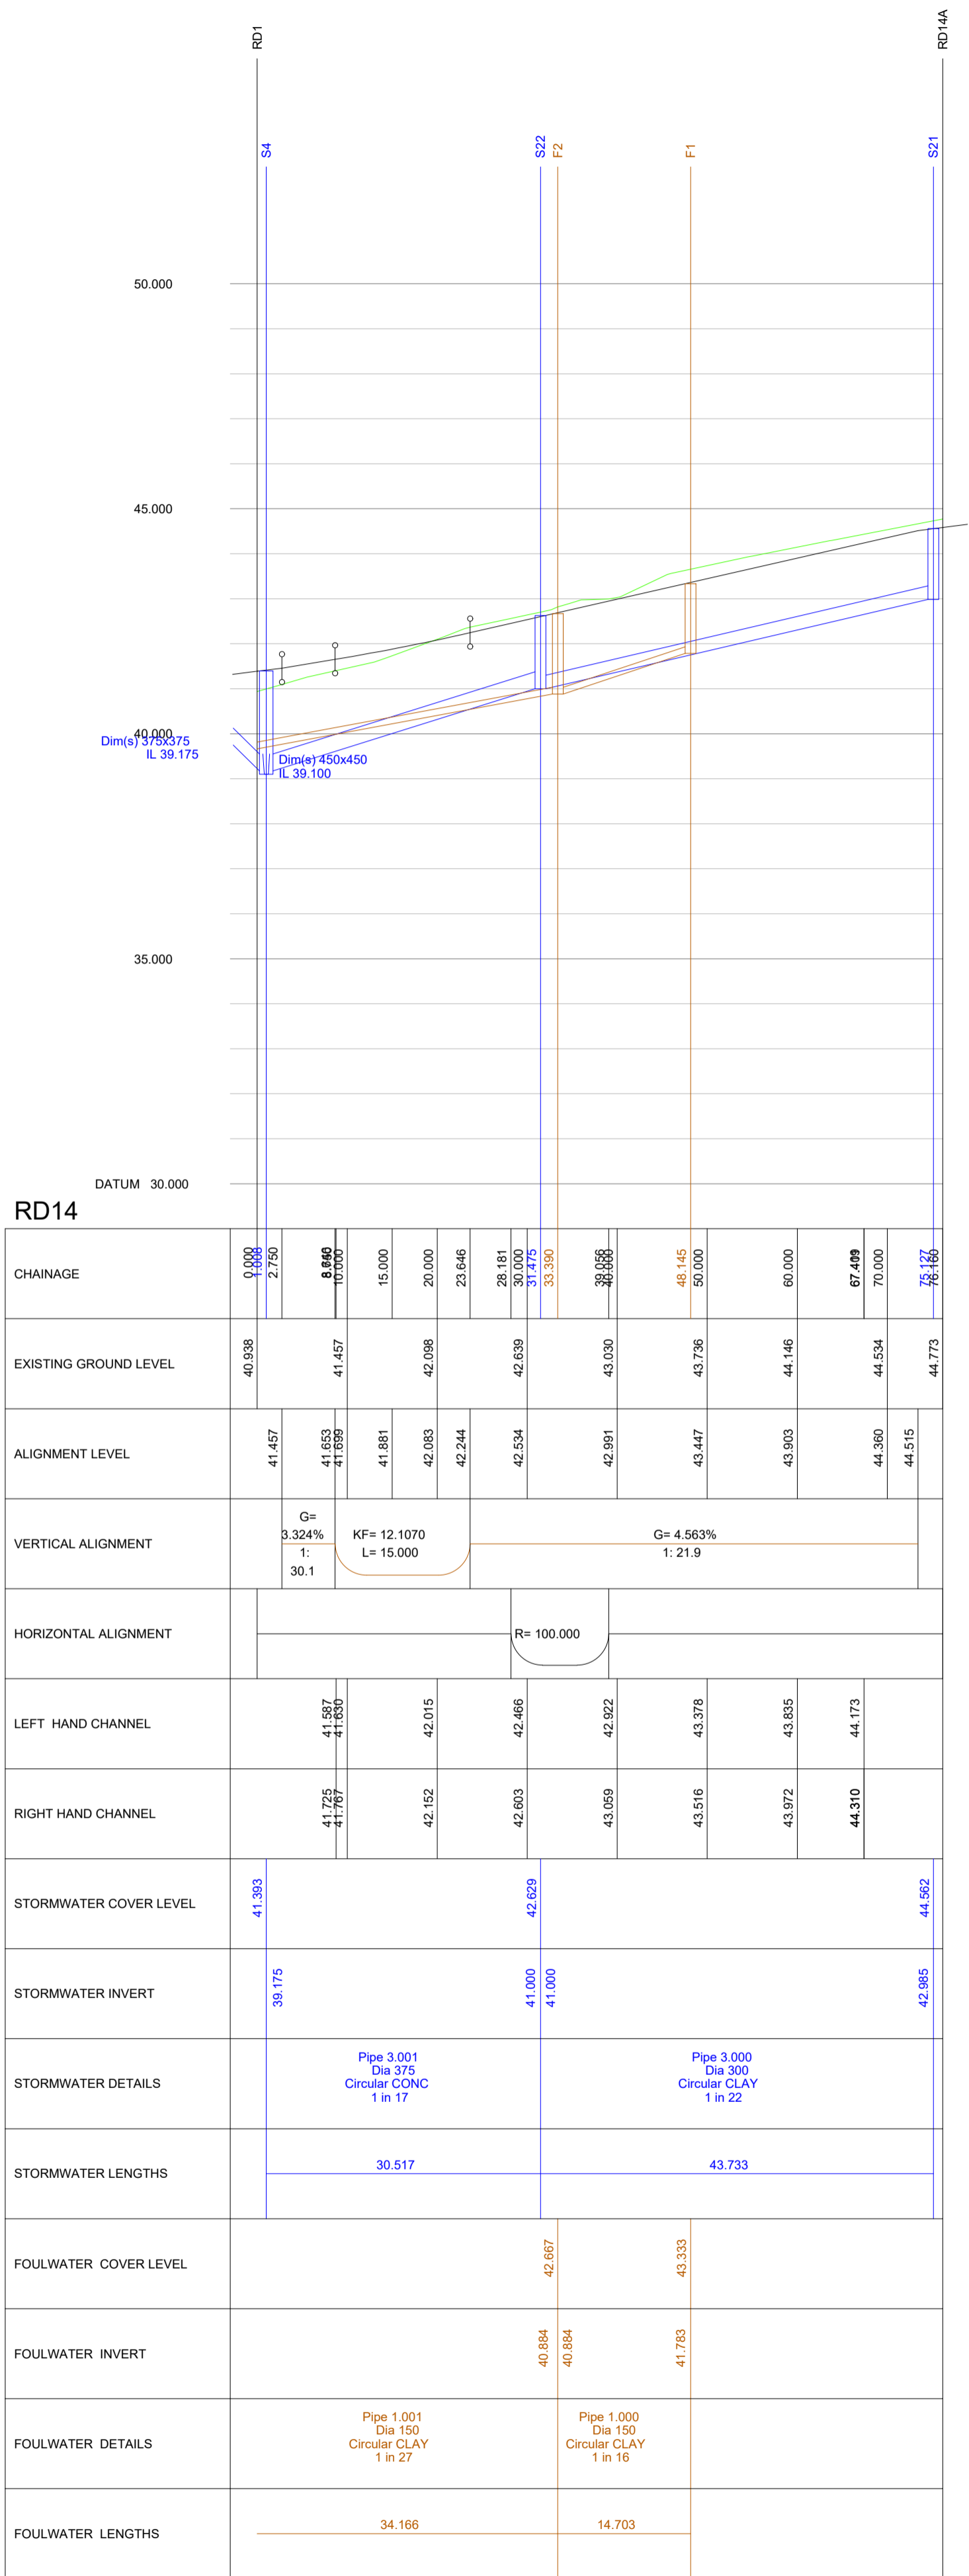 RD1
RD14A
S4
S22
F2
F1
S21
50.000
45.000
40.000
Dim(s) 375x375
IL 39.175
Dim(s) 450x450
IL 39.100
35.000
DATUM 30.000
RD14
CHAINAGE
0.000
1.008
2.750
10.000
15.000
20.000
23.646
28.181
30.000
31.475
33.390
39.056
40.000
48.145
50.000
60.000
70.000
75.127
76.160
EXISTING GROUND LEVEL
40.938
41.457
42.098
42.639
43.030
43.736
44.146
44.534
44.773
ALIGNMENT LEVEL
41.457
41.653
41.699
41.881
42.083
42.244
42.534
42.991
43.447
43.903
44.360
44.515
VERTICAL ALIGNMENT
G=
3.324%
1:
30.1
KF= 12.1070
L= 15.000
G= 4.563%
1: 21.9
HORIZONTAL ALIGNMENT
R= 100.000
LEFT HAND CHANNEL
41.587
41.630
42.015
42.466
42.922
43.378
43.835
44.173
RIGHT HAND CHANNEL
41.725
41.767
42.152
42.603
43.059
43.516
43.972
44.310
STORMWATER COVER LEVEL
41.393
42.629
44.562
STORMWATER INVERT
39.175
41.000
41.000
42.985
STORMWATER DETAILS
Pipe 3.001
Dia 375
Circular CONC
1 in 17
Pipe 3.000
Dia 300
Circular CLAY
1 in 22
STORMWATER LENGTHS
30.517
43.733
FOULWATER COVER LEVEL
42.667
43.333
FOULWATER INVERT
40.884
40.884
41.783
FOULWATER DETAILS
Pipe 1.001
Dia 150
Circular CLAY
1 in 27
Pipe 1.000
Dia 150
Circular CLAY
1 in 16
FOULWATER LENGTHS
34.166
14.703